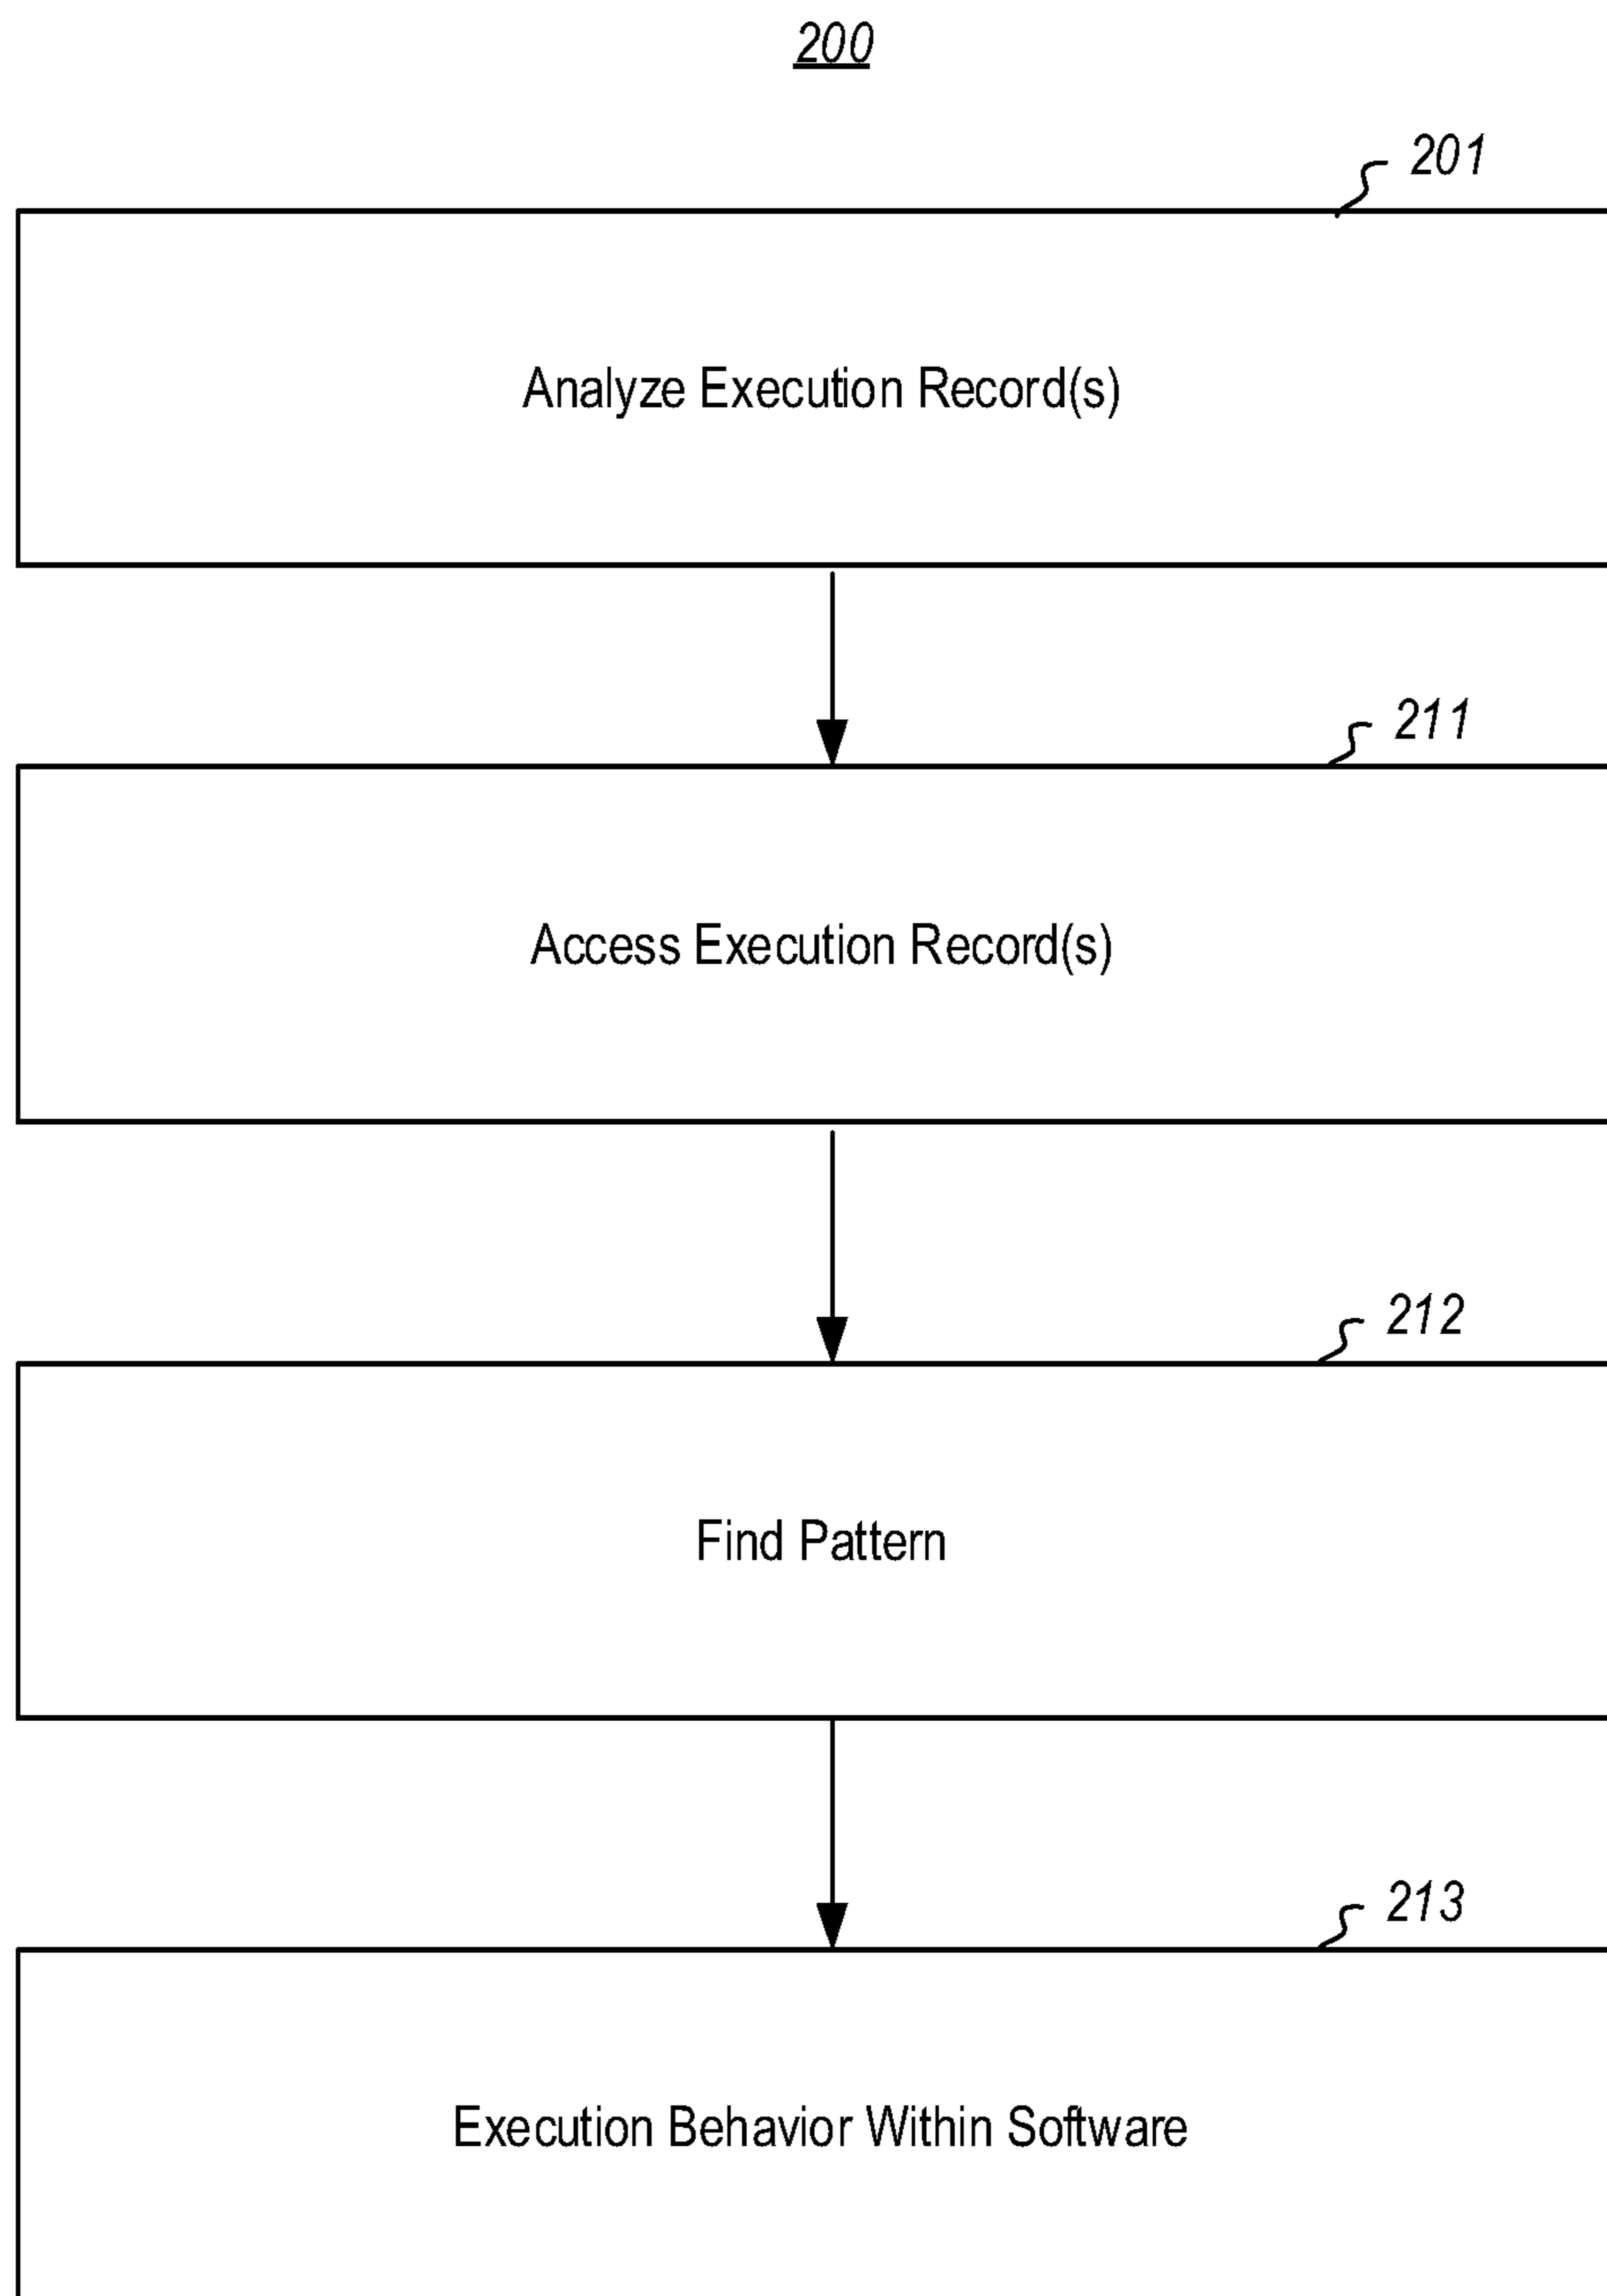 200
201
Analyze Execution Record(s)
211
Access Execution Record(s)
212
Find Pattern
213
Execution Behavior Within Software